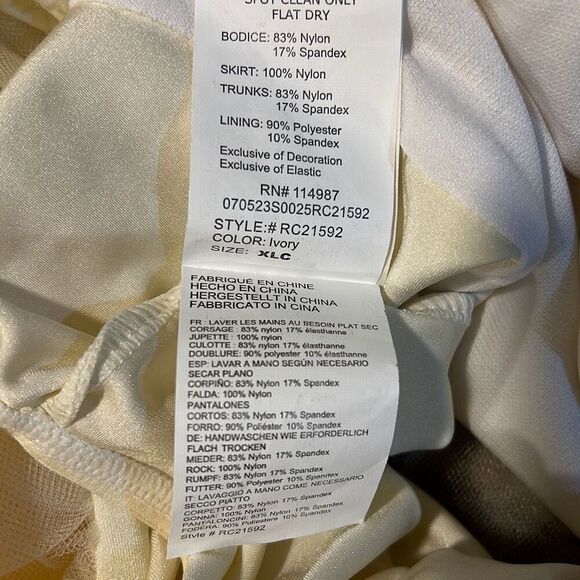 SPOT CLEAN ONLY
FLAT DRY
BODICE: 83% Nylon
17% Spandex
SKIRT: 100% Nylon
TRUNKS: 83% Nylon
17% Spandex
LINING: 90% Polyester
10% Spandex
Exclusive of Decoration
Exclusive of Elastic
RN# 114987
070523S0025RC21592
STYLE:# RC21592
COLOR: Ivory
SIZE: XLC
FABRIQUÉ EN CHINE
HECHO EN CHINA
HERGESTELLT IN CHINA
FABBRICATO IN CINA
FR : LAVER LES MAINS AU BESOIN PLAT SEC
CORSAGE : 83% nylon 17% élasthanne
JUPETTE : 100% nylon
CULOTTE : 83% nylon 17% élasthanne
DOUBLURE: 90% polyester 10% élasthanne
ESP: LAVAR A MANO SEGÚN NECESARIO
SECAR PLANO
CORPIÑO: 83% Nylon 17% Spandex
FALDA: 100% Nylon
PANTALONES
CORTOS: 83% Nylon 17% Spandex
FORRO: 90% Poliéster 10% Spandex
DE: HANDWASCHEN WIE ERFORDERLICH
FLACH TROCKEN
MIEDER: 83% Nylon 17% Spandex
ROCK: 100% Nylon
RUMPF: 83% Nylon 17% Spandex
FUTTER: 90% Polyester 10% Spandex
IT: LAVAGGIO A MANO COME NECESSARIO
SECCO PIATTO
CORPETTO: 83% Nylon 17% Spandex
GONNA: 100% Nylon
PANTALONCINI: 83% Nylon 17% Spandex
FODERA: 90% Poliestere 10% Spandex
Style # RC21592